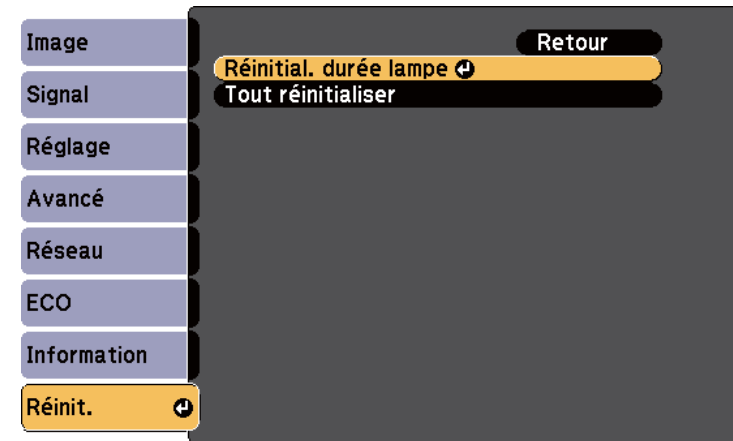 Image
Signal
Réglage
Avancé
Réseau
ECO
Information
Réinit.
Retour
Réinitial. durée lampe
Tout réinitialiser